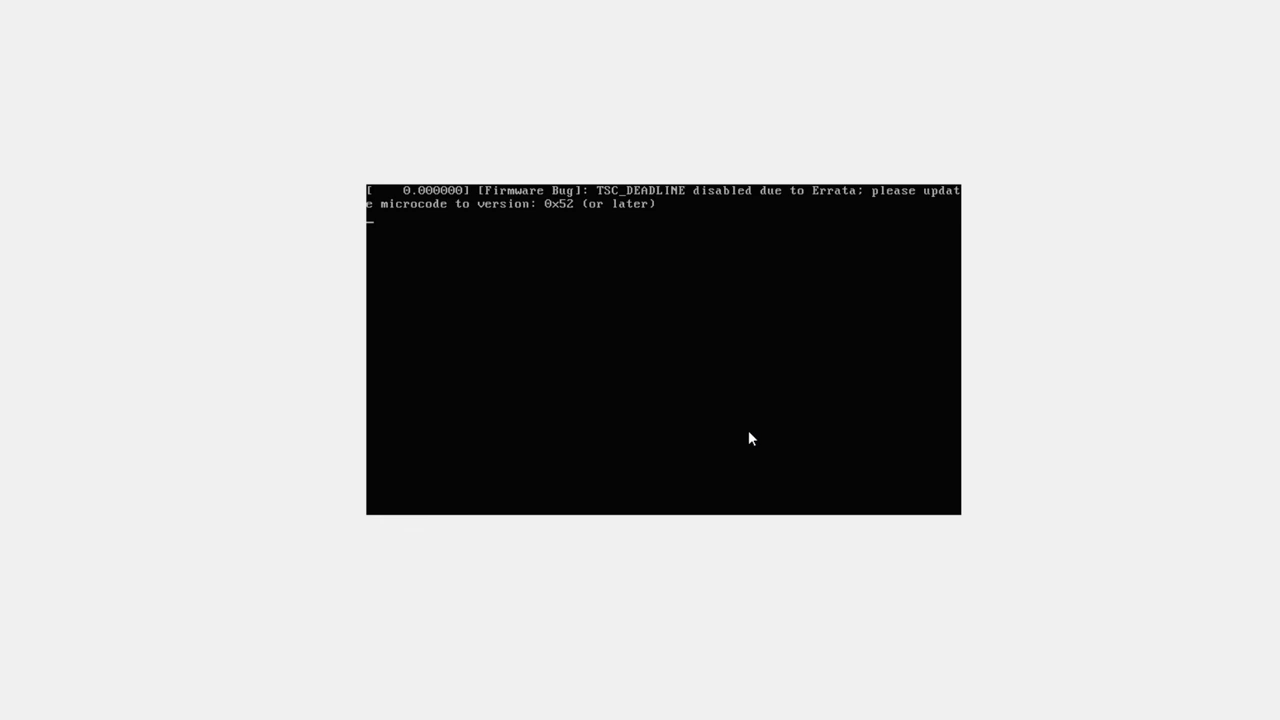 [    0.000000] [Firmware Bug]: TSC_DEADLINE disabled due to Errata; please updat
e microcode to version: 0x52 (or later)
_